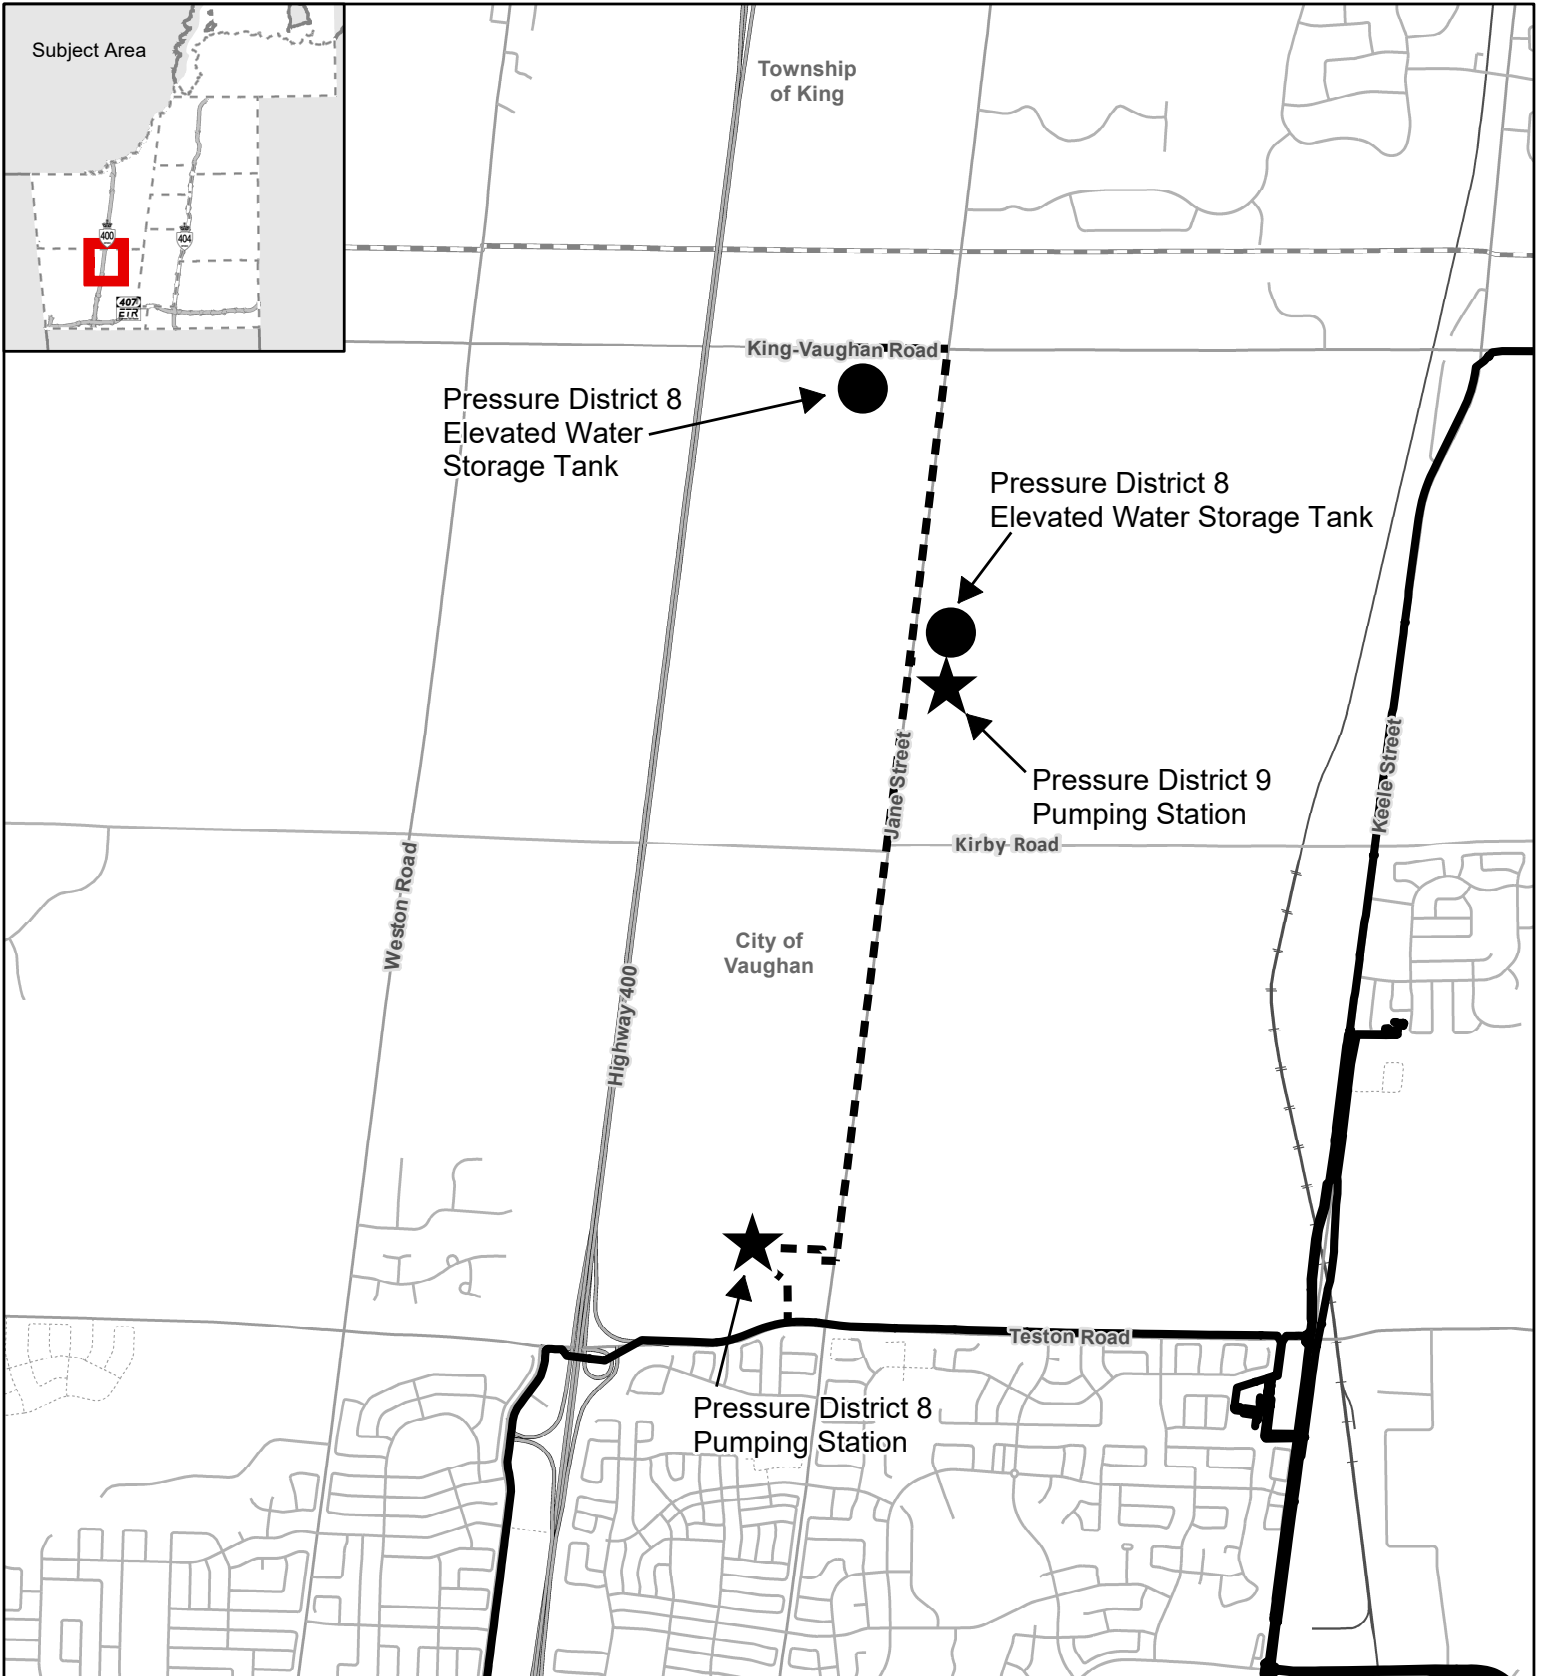 Subject Area
400
404
407
ETR
Township
of King
King-Vaughan Road
Pressure District 8
Elevated Water
Storage Tank
Pressure District 8
Elevated Water Storage Tank
Pressure District 9
Pumping Station
Jane Street
Keele Street
Kirby Road
Weston Road
City of
Vaughan
Highway 400
Teston Road
Pressure District 8
Pumping Station